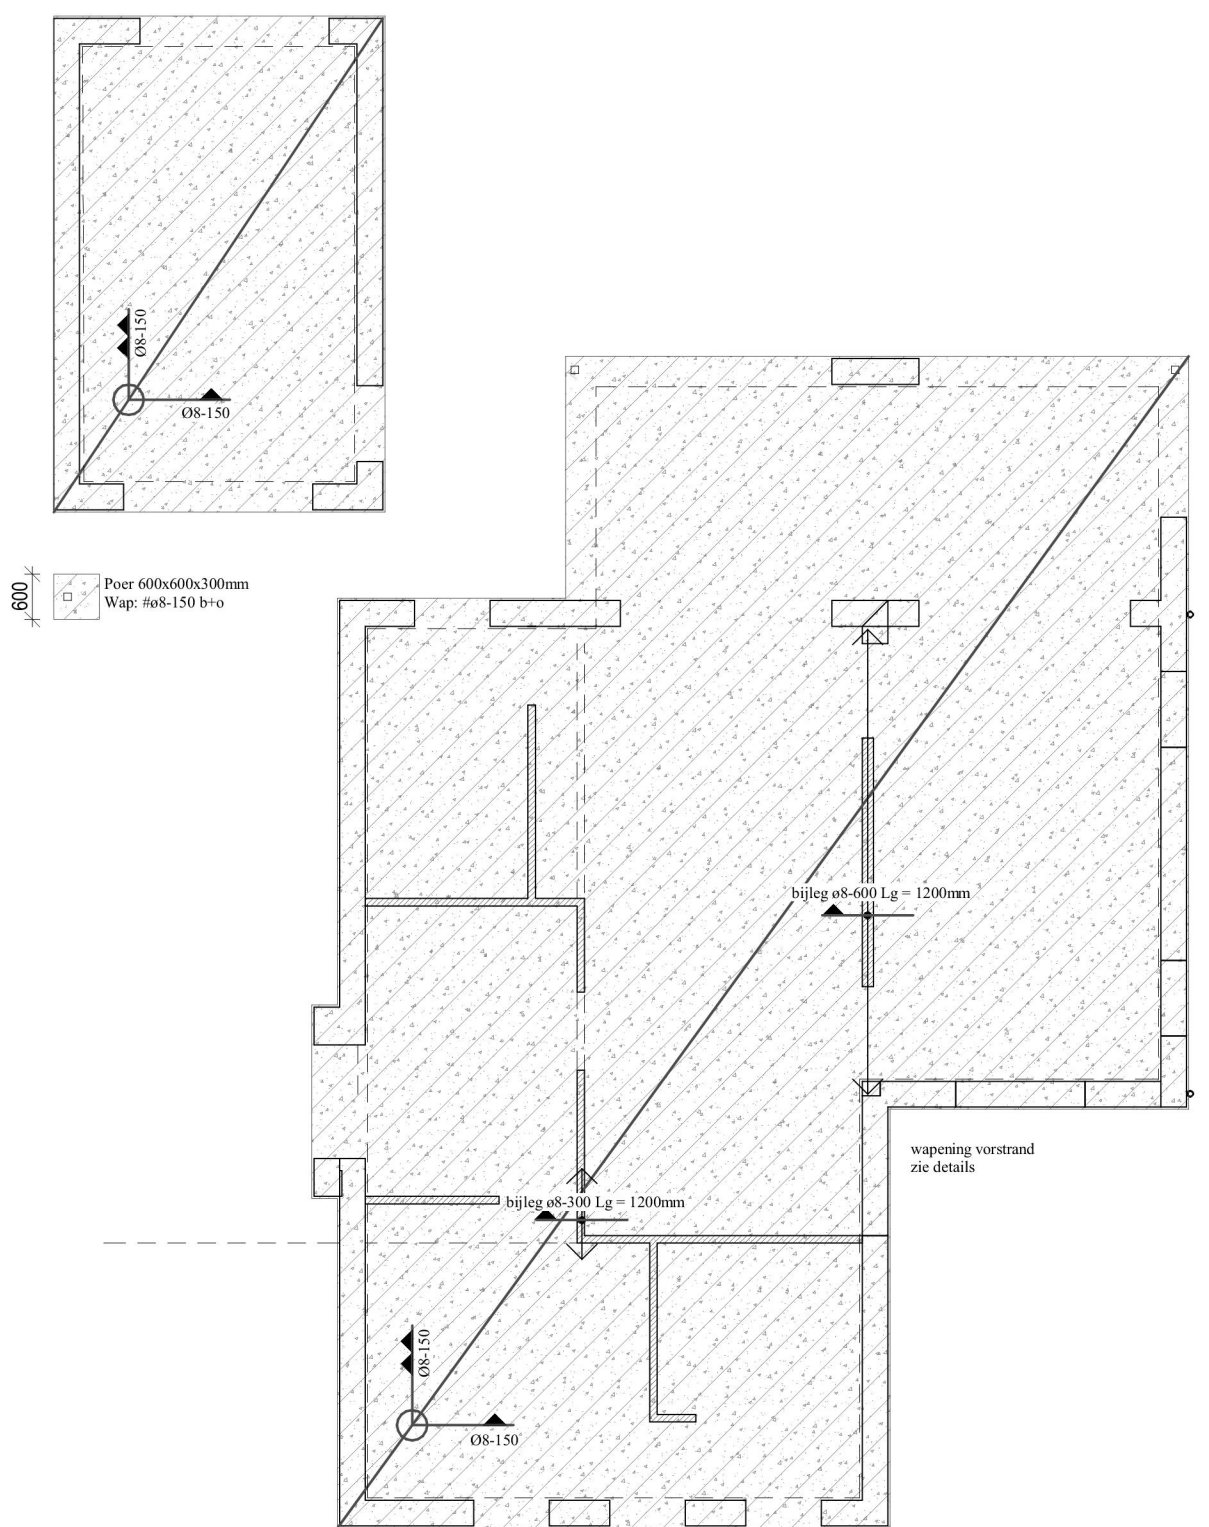 Ø8-150
Ø8-150
600
Poer 600x600x300mm
Wap: #ø8-150 b+o
bijleg ø8-600 Lg = 1200mm
wapening vorstrand
zie details
bijleg ø8-300 Lg = 1200mm
Ø8-150
Ø8-150